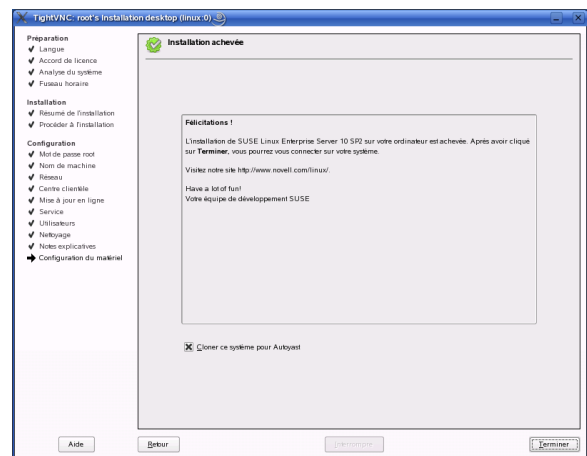 TightVNC: root's Installation desktop (linux:0)
Préparation
Langue
Accord de licence
Analyse du système
Fuseau horaire
Installation
Résumé de l'installation
Procéder à l'installation
Configuration
Mot de passe root
Nom de machine
Réseau
Centre clientèle
Mise à jour en ligne
Service
Utilisateurs
Nettoyage
Notes explicatives
Configuration du matériel
Installation achevée
Félicitations !
L'installation de SUSE Linux Enterprise Server 10 SP2 sur votre ordinateur est achevée. Après avoir cliqué
sur Terminer, vous pourrez vous connecter sur votre système.
Visitez notre site http://www.novell.com/linux/.
Have a lot of fun!
Votre équipe de développement SUSE
Cloner ce système pour Autoyast
Aide
Retour
Interrompre
Terminer